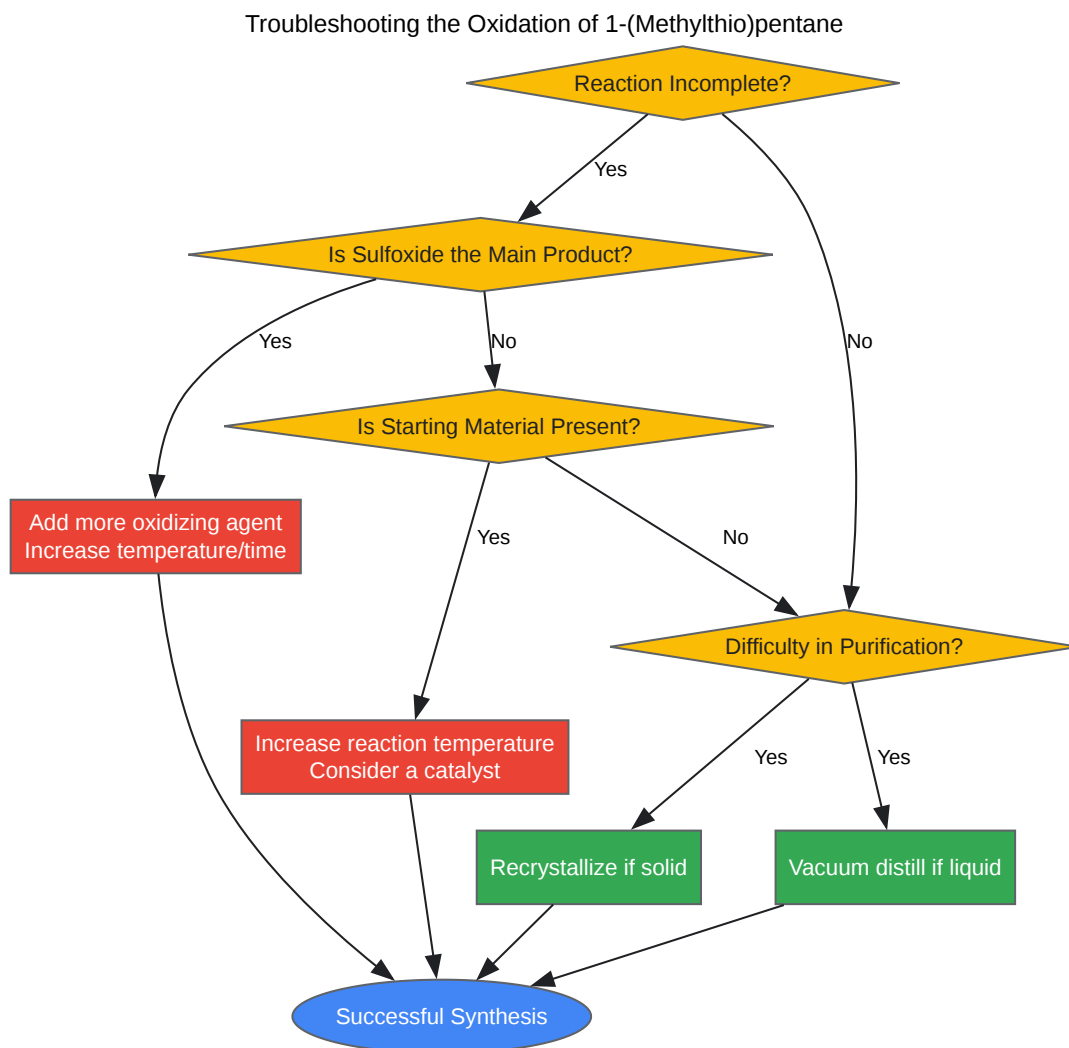 Troubleshooting the Oxidation of 1-(Methylthio)pentane
Reaction Incomplete?
Yes
Is Sulfoxide the Main Product?
Yes
No
No
Is Starting Material Present?
Add more oxidizing agent
Increase temperature/time
Yes
No
Difficulty in Purification?
Increase reaction temperature
Consider a catalyst
Yes
Yes
Recrystallize if solid
Vacuum distill if liquid
Successful Synthesis